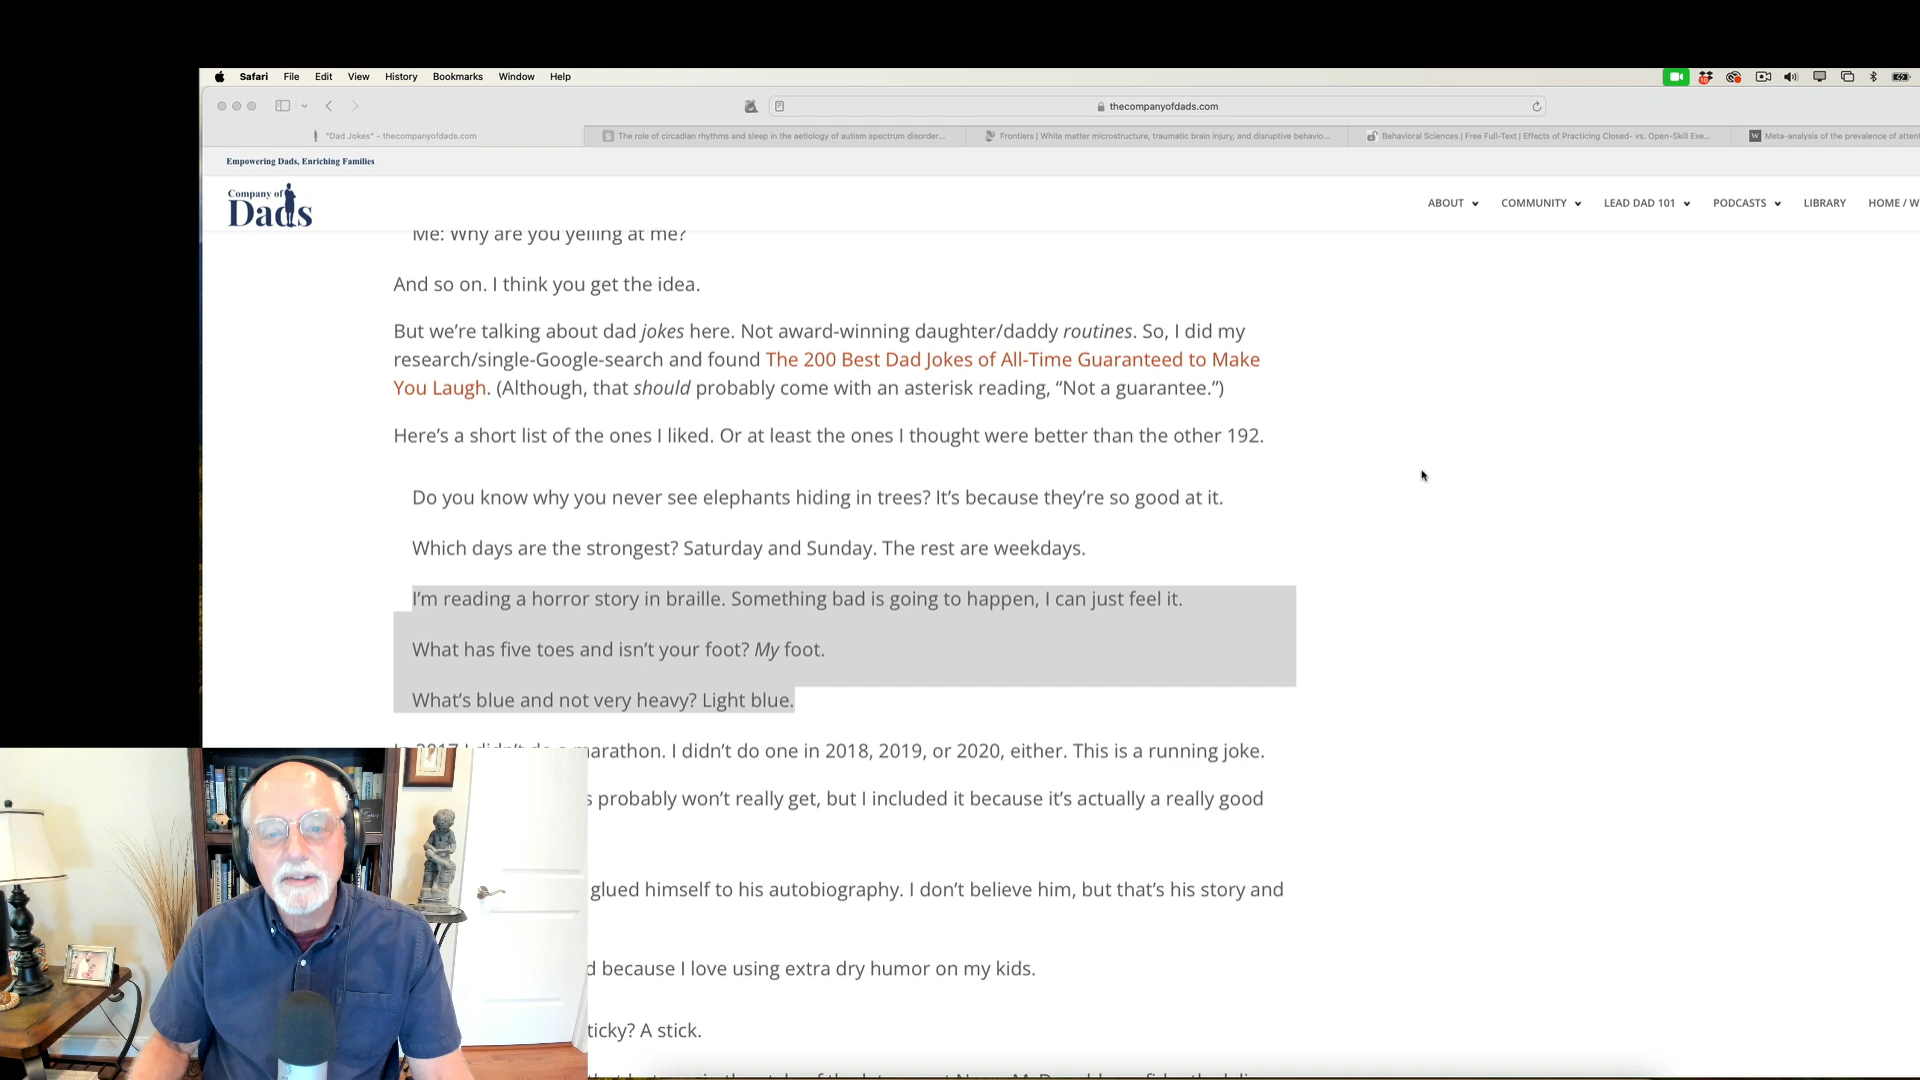 Safari File Edit View History Bookmarks Window Help
thecompanyofdads.com
"Dad Jokes" - thecompanyofdads.com
The role of circadian rhythms and sleep in the aetiology of autism spectrum disorder...
Frontiers | White matter microstructure, traumatic brain injury, and disruptive behavio...
Behavioral Sciences | Free Full-Text | Effects of Practicing Closed- vs. Open-Skill Exe...
W Meta-analysis of the prevalence of attent
Empowering Dads, Enriching Families
Company of
Dads
ABOUT COMMUNITY LEAD DAD 101 PODCASTS LIBRARY HOME / W
Me: Why are you yelling at me?
And so on. I think you get the idea.
But we’re talking about dad jokes here. Not award-winning daughter/daddy routines. So, I did my
research/single-Google-search and found The 200 Best Dad Jokes of All-Time Guaranteed to Make
You Laugh. (Although, that should probably come with an asterisk reading, “Not a guarantee.”)
Here’s a short list of the ones I liked. Or at least the ones I thought were better than the other 192.
Do you know why you never see elephants hiding in trees? It’s because they’re so good at it.
Which days are the strongest? Saturday and Sunday. The rest are weekdays.
I’m reading a horror story in braille. Something bad is going to happen, I can just feel it.
What has five toes and isn’t your foot? My foot.
What’s blue and not very heavy? Light blue.
In 2017 I didn’t do a marathon. I didn’t do one in 2018, 2019, or 2020, either. This is a running joke.
s probably won’t really get, but I included it because it’s actually a really good
glued himself to his autobiography. I don’t believe him, but that’s his story and
d because I love using extra dry humor on my kids.
ticky? A stick.